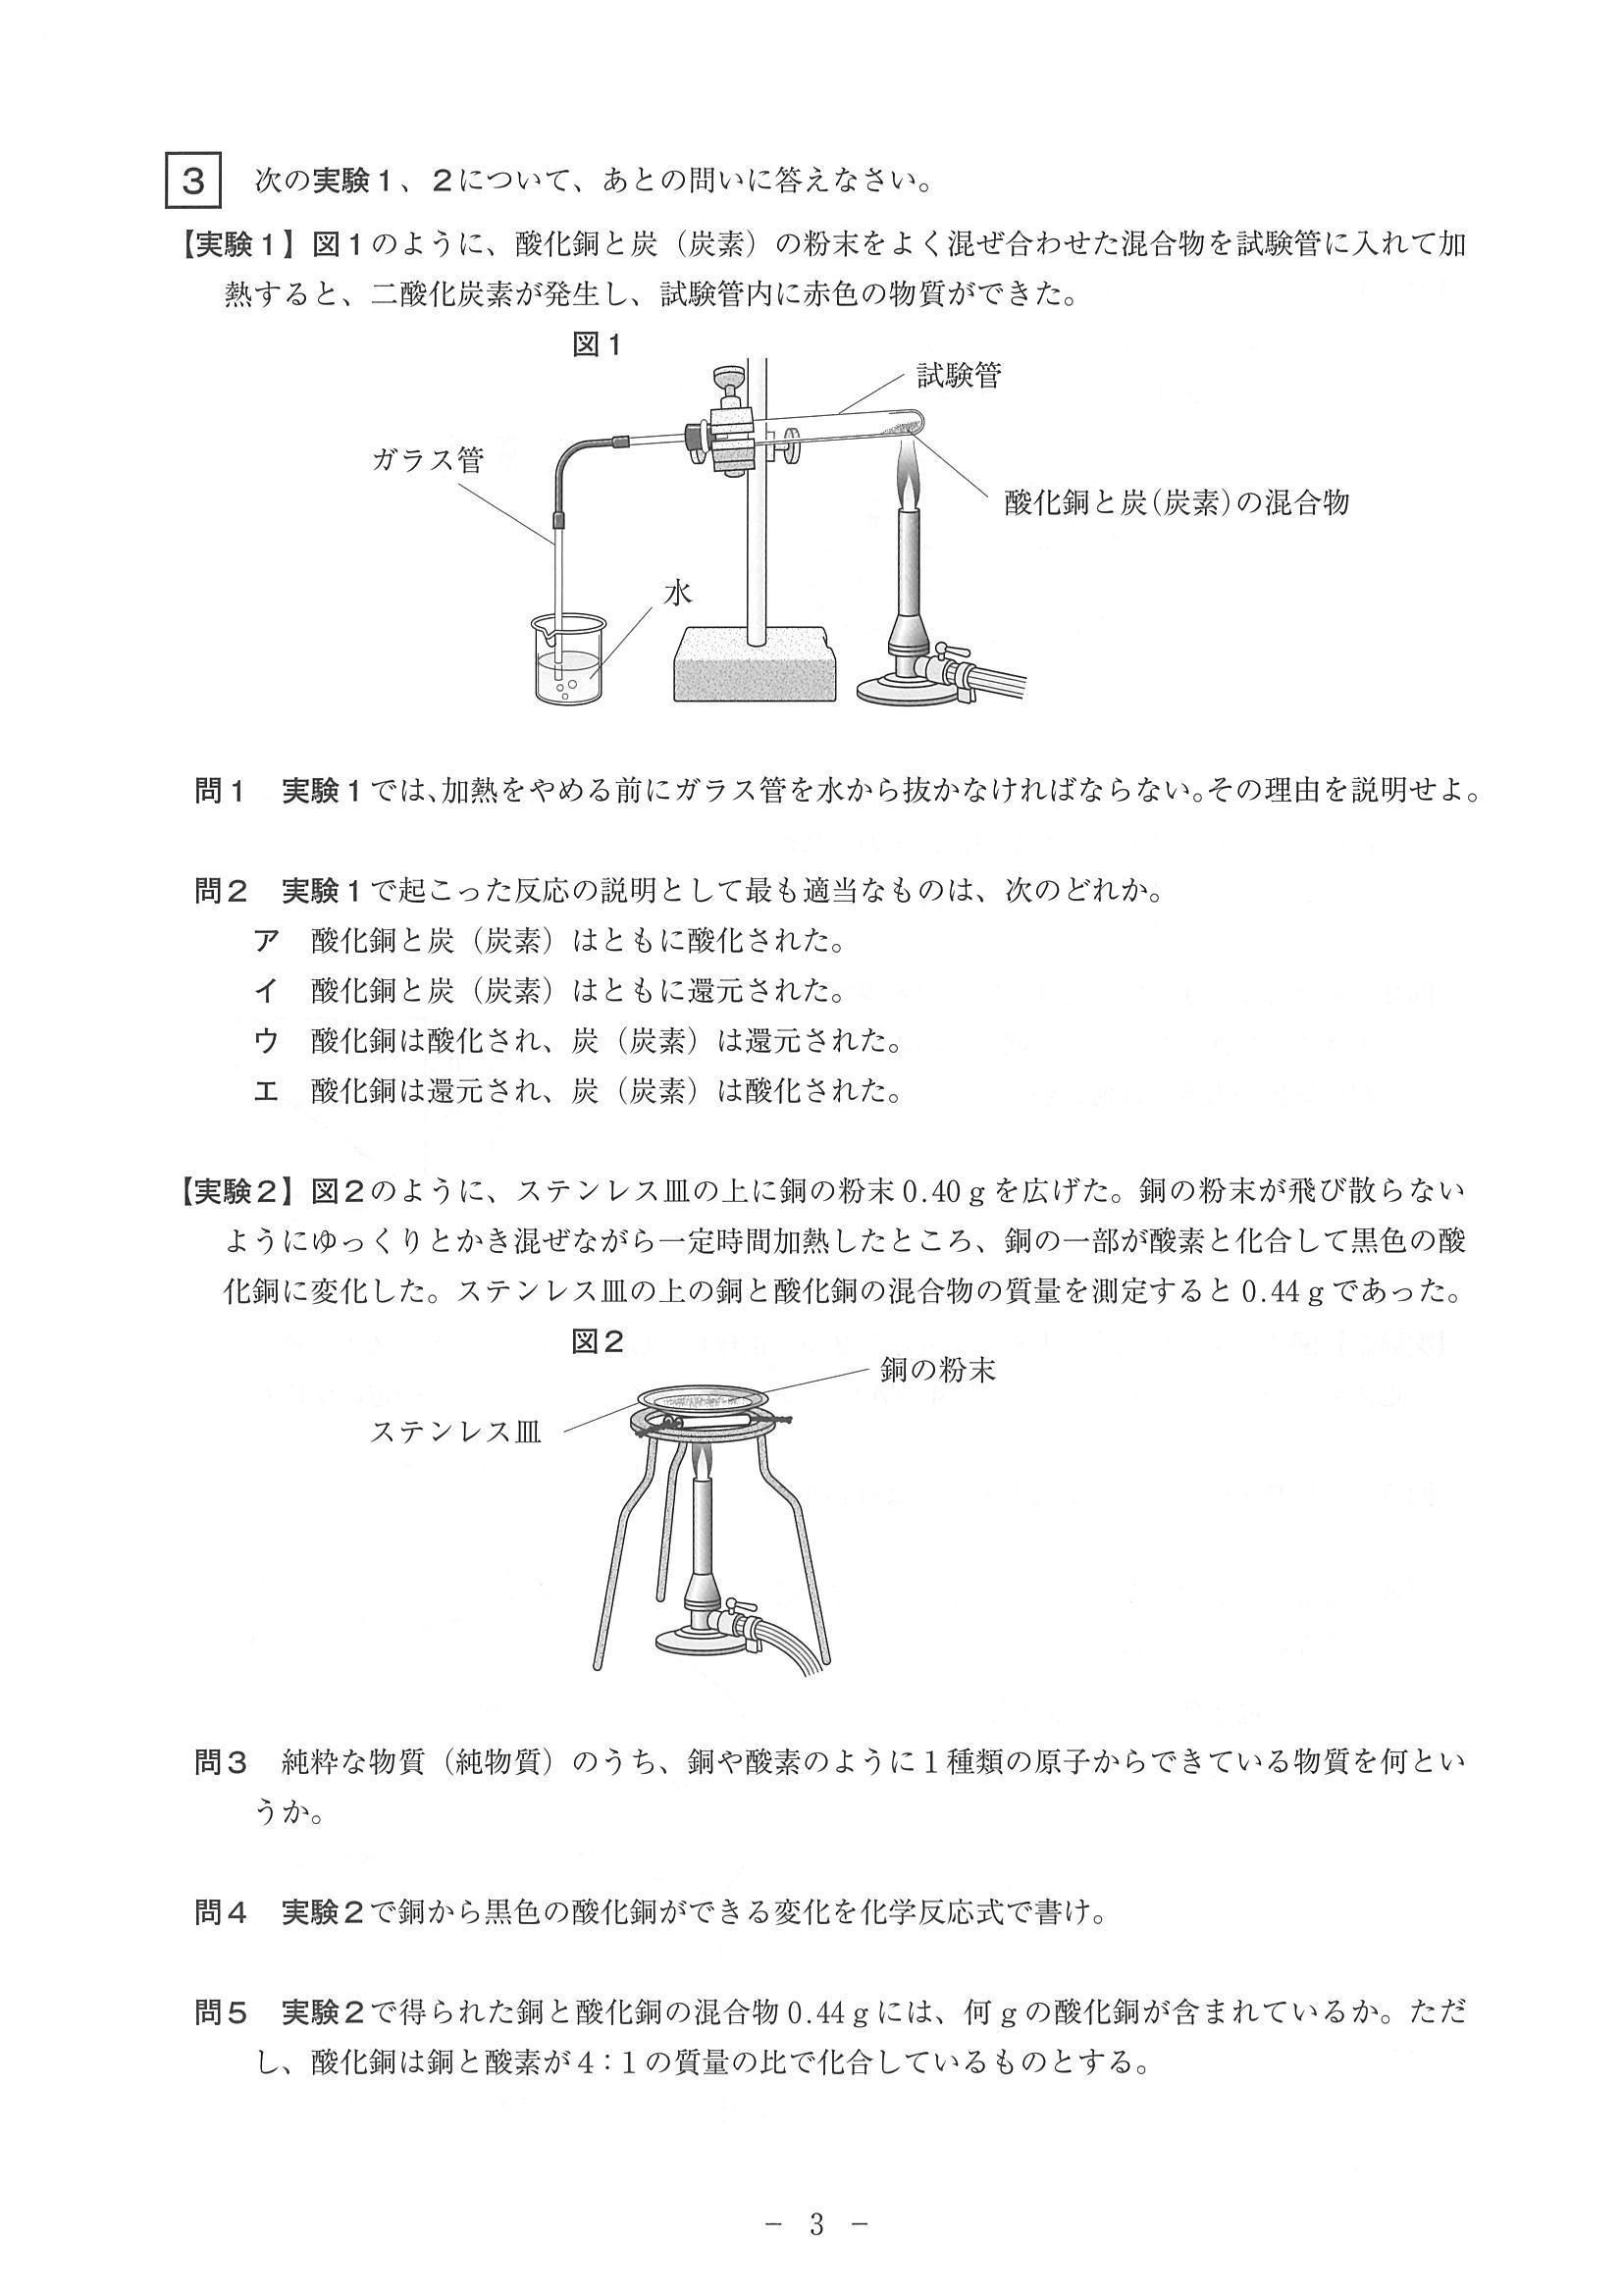 3　次の実験1、2について、あとの問いに答えなさい。
【実験1】図1のように、酸化銅と炭（炭素）の粉末をよく混ぜ合わせた混合物を試験管に入れて加
熱すると、二酸化炭素が発生し、試験管内に赤色の物質ができた。
図1
試験管
ガラス管
酸化銅と炭(炭素)の混合物
水
問1　実験1では、加熱をやめる前にガラス管を水から抜かなければならない。その理由を説明せよ。
問2　実験1で起こった反応の説明として最も適当なものは、次のどれか。
ア　酸化銅と炭（炭素）はともに酸化された。
イ　酸化銅と炭（炭素）はともに還元された。
ウ　酸化銅は酸化され、炭（炭素）は還元された。
エ　酸化銅は還元され、炭（炭素）は酸化された。
【実験2】図2のように、ステンレス皿の上に銅の粉末0.40gを広げた。銅の粉末が飛び散らない
ようにゆっくりとかき混ぜながら一定時間加熱したところ、銅の一部が酸素と化合して黒色の酸
化銅に変化した。ステンレス皿の上の銅と酸化銅の混合物の質量を測定すると0.44gであった。
図2
銅の粉末
ステンレス皿
問3　純粋な物質（純物質）のうち、銅や酸素のように1種類の原子からできている物質を何とい
うか。
問4　実験2で銅から黒色の酸化銅ができる変化を化学反応式で書け。
問5　実験2で得られた銅と酸化銅の混合物0.44gには、何gの酸化銅が含まれているか。ただ
し、酸化銅は銅と酸素が4：1の質量の比で化合しているものとする。
－ 3 －